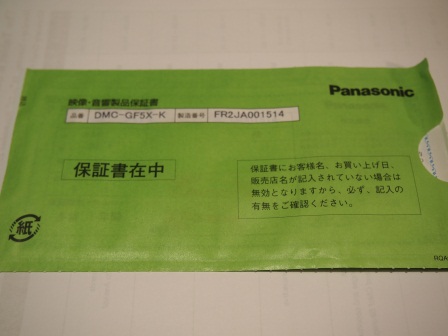 Panasonic
映像・音響製品保証書
品番 DMC-GF5X-K 製造番号 FR2JA001514
保証書在中
保証書にお客様名、お買い上げ日、
販売店名が記入されていない場合は
無効となりますから、必ず、記入の
有無をご確認ください。
紙
RQA